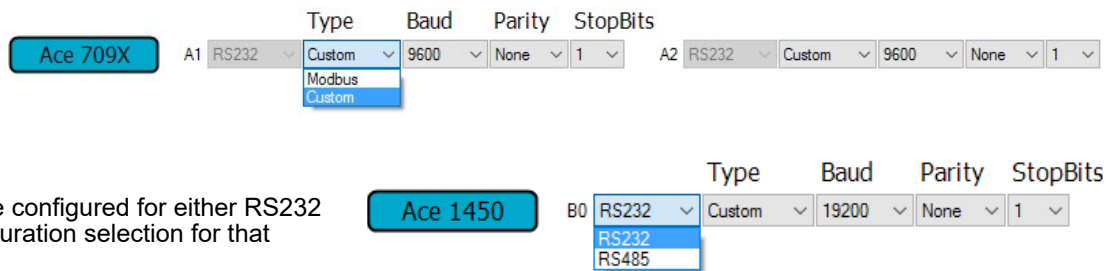 Type Baud Parity StopBits
Ace 709X A1 RS232 Custom 9600 None 1 A2 RS232 Custom 9600 None 1
Modbus
Custom
Type Baud Parity StopBits
e configured for either RS232
uration selection for that
Ace 1450 B0 RS232 Custom 19200 None 1
RS232
RS485